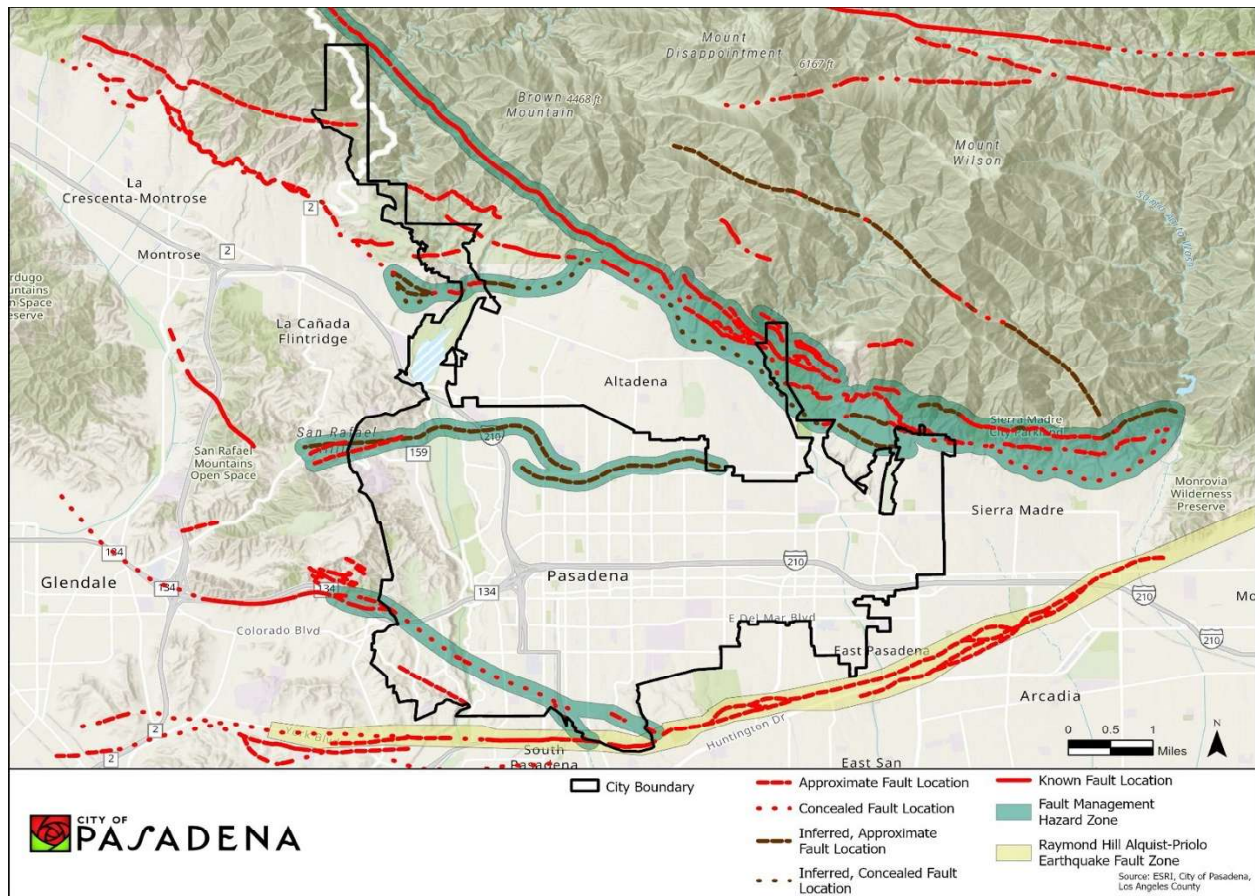 Mount
Disappointment
6167 ft
Brown
Mountain
4468 ft
Mount
Wilson
La
Crescenta-Montrose
2
2
Montrose
La Cañada
Flintridge
Altadena
Sierra Madre
City Parkland
San Rafael
210
159
San Rafael
Mountains
Open Space
Monrovia
Wilderness
Preserve
Sierra Madre
134
Glendale
134
134
134
Pasadena
210
Colorado Blvd
E Del Mar Blvd
East Pasadena
210
Arcadia
2
2
Huntington Dr
South
Pasadena
East San
0 0.5 1
Miles
N
CITY OF
PASADENA
City Boundary
Approximate Fault Location
Concealed Fault Location
Inferred, Approximate
Fault Location
Inferred, Concealed Fault
Location
Known Fault Location
Fault Management
Hazard Zone
Raymond Hill Alquist-Priolo
Earthquake Fault Zone
Source: ESRI, City of Pasadena,
Los Angeles County